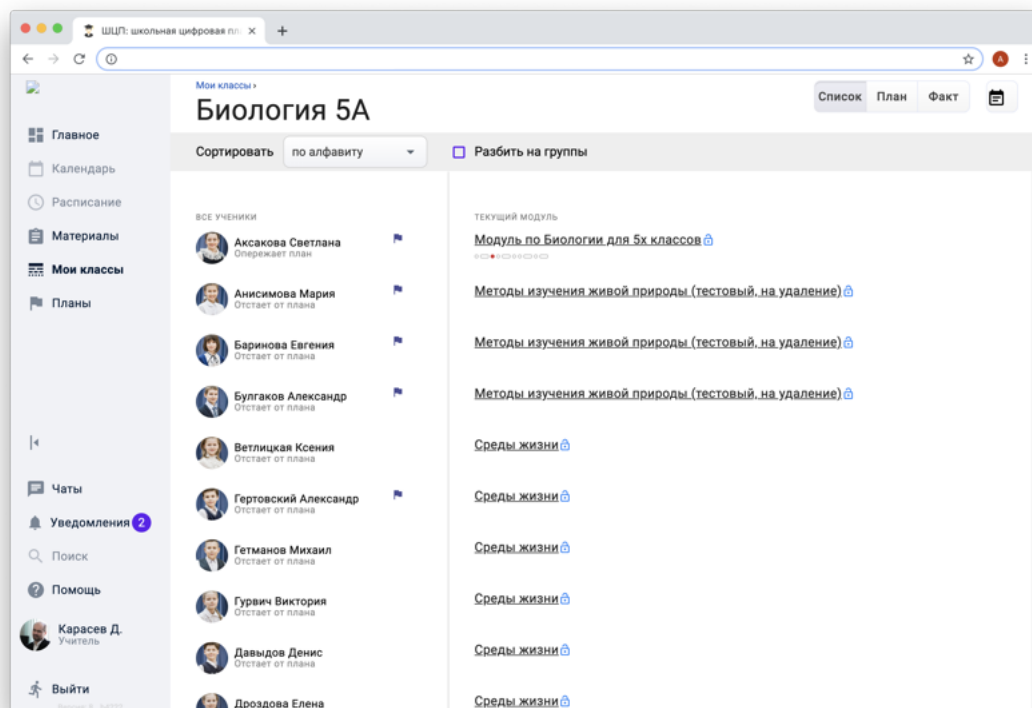 ШЦП: школьная цифровая пл
A
Мои классы ›
Биология 5А
Список План Факт
Сортировать по алфавиту Разбить на группы
Главное
Календарь
Расписание
Материалы
Мои классы
Планы
Чаты
Уведомления 2
Поиск
Помощь
Карасев Д.
Учитель
Выйти
ВСЕ УЧЕНИКИ
ТЕКУЩИЙ МОДУЛЬ
Аксакова Светлана
Опережает план
Модуль по Биологии для 5х классов
Анисимова Мария
Отстает от плана
Методы изучения живой природы (тестовый, на удаление)
Баринова Евгения
Отстает от плана
Методы изучения живой природы (тестовый, на удаление)
Булгаков Александр
Отстает от плана
Методы изучения живой природы (тестовый, на удаление)
Ветлицкая Ксения
Отстает от плана
Среды жизни
Гертовский Александр
Отстает от плана
Среды жизни
Гетманов Михаил
Отстает от плана
Среды жизни
Гурвич Виктория
Отстает от плана
Среды жизни
Давыдов Денис
Отстает от плана
Среды жизни
Дроздова Елена
Среды жизни